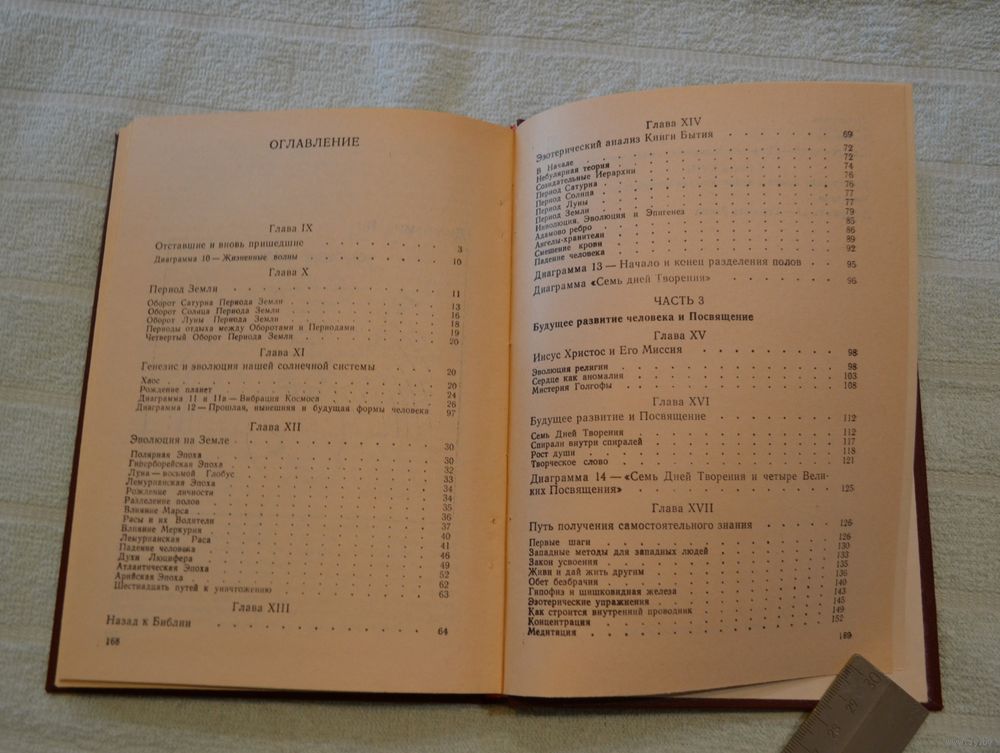 ОГЛАВЛЕНИЕ
Глава IX
Отставшие и вновь пришедшие 3
Диаграмма 10 — Жизненные волны 10
Глава X
Период Земли 11
Оборот Сатурна Периода Земли 13
Оборот Солнца Периода Земли 16
Оборот Луны Периода Земли 18
Периоды отдыха между Оборотами и Периодами 19
Четвертый Оборот Периода Земли 20
Глава XI
Генезис и эволюция нашей солнечной системы 20
Хаос 20
Рождение планет 24
Диаграмма 11 и 11а — Вибрация Космоса 26
Диаграмма 12 — Прошлая, нынешняя и будущая формы человека 97
Глава XII
Эволюция на Земле 30
Полярная Эпоха 30
Гиперборейская Эпоха 32
Луна — восьмой Глобус 33
Лемурианская Эпоха 34
Рождение личности 34
Разделение полов 35
Влияние Марса 36
Расы и их Водители 37
Влияние Меркурия 40
Лемурианская Раса 41
Падение человека 46
Духи Люцифера 49
Атлантическая Эпоха 52
Арийская Эпоха 62
Шестнадцать путей к уничтожению 63
Глава XIII
Назад к Библии 64
168
Глава XIV
Эзотерический анализ Книги Бытия 69
В Начале 72
Небулярная теория 72
Созидательные Иерархии 74
Период Сатурна 76
Период Солнца 76
Период Луны 77
Период Земли 77
Инволюция, Эволюция и Эпигенез 79
Адамово ребро 85
Ангелы-хранители 86
Смешение крови 89
Падение человека 92
Диаграмма 13 — Начало и конец разделения полов 95
Диаграмма «Семь дней Творения» 96
ЧАСТЬ 3
Будущее развитие человека и Посвящение
Глава XV
Иисус Христос и Его Миссия 98
Эволюция религии 98
Сердце как аномалия 103
Мистерия Голгофы 108
Глава XVI
Будущее развитие и Посвящение 112
Семь Дней Творения 112
Спирали внутри спиралей 117
Рост души 118
Творческое слово 121
Диаграмма 14 — «Семь Дней Творения и четыре Вели-
ких Посвящения» 125
Глава XVII
Путь получения самостоятельного знания 126
Первые шаги 126
Западные методы для западных людей 130
Закон усвоения 133
Живи и дай жить другим 135
Обет безбрачия 136
Гипофиз и шишковидная железа 140
Эзотерические упражнения 143
Как строится внутренний проводник 145
Концентрация 149
Медитация 152
189
29
30